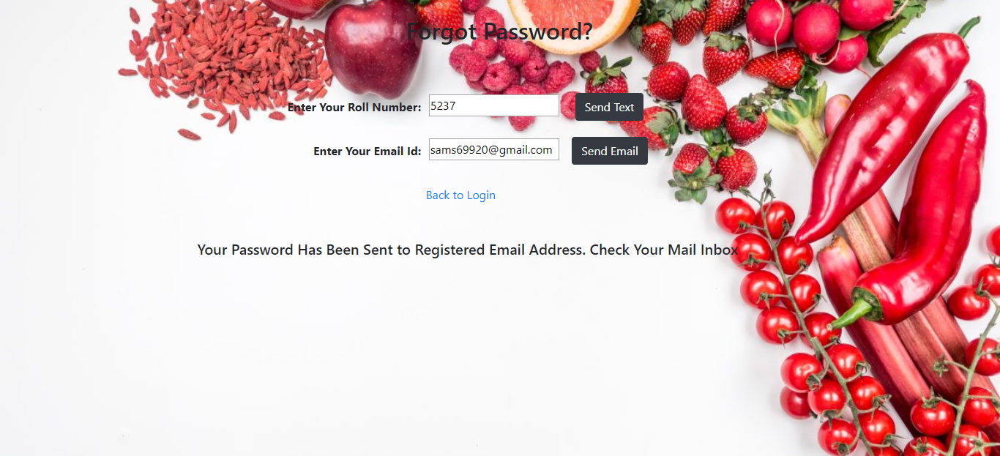 Forgot Password?
Enter Your Roll Number: 5237 Send Text
Enter Your Email Id: sams69920@gmail.com Send Email
Back to Login
Your Password Has Been Sent to Registered Email Address. Check Your Mail Inbox